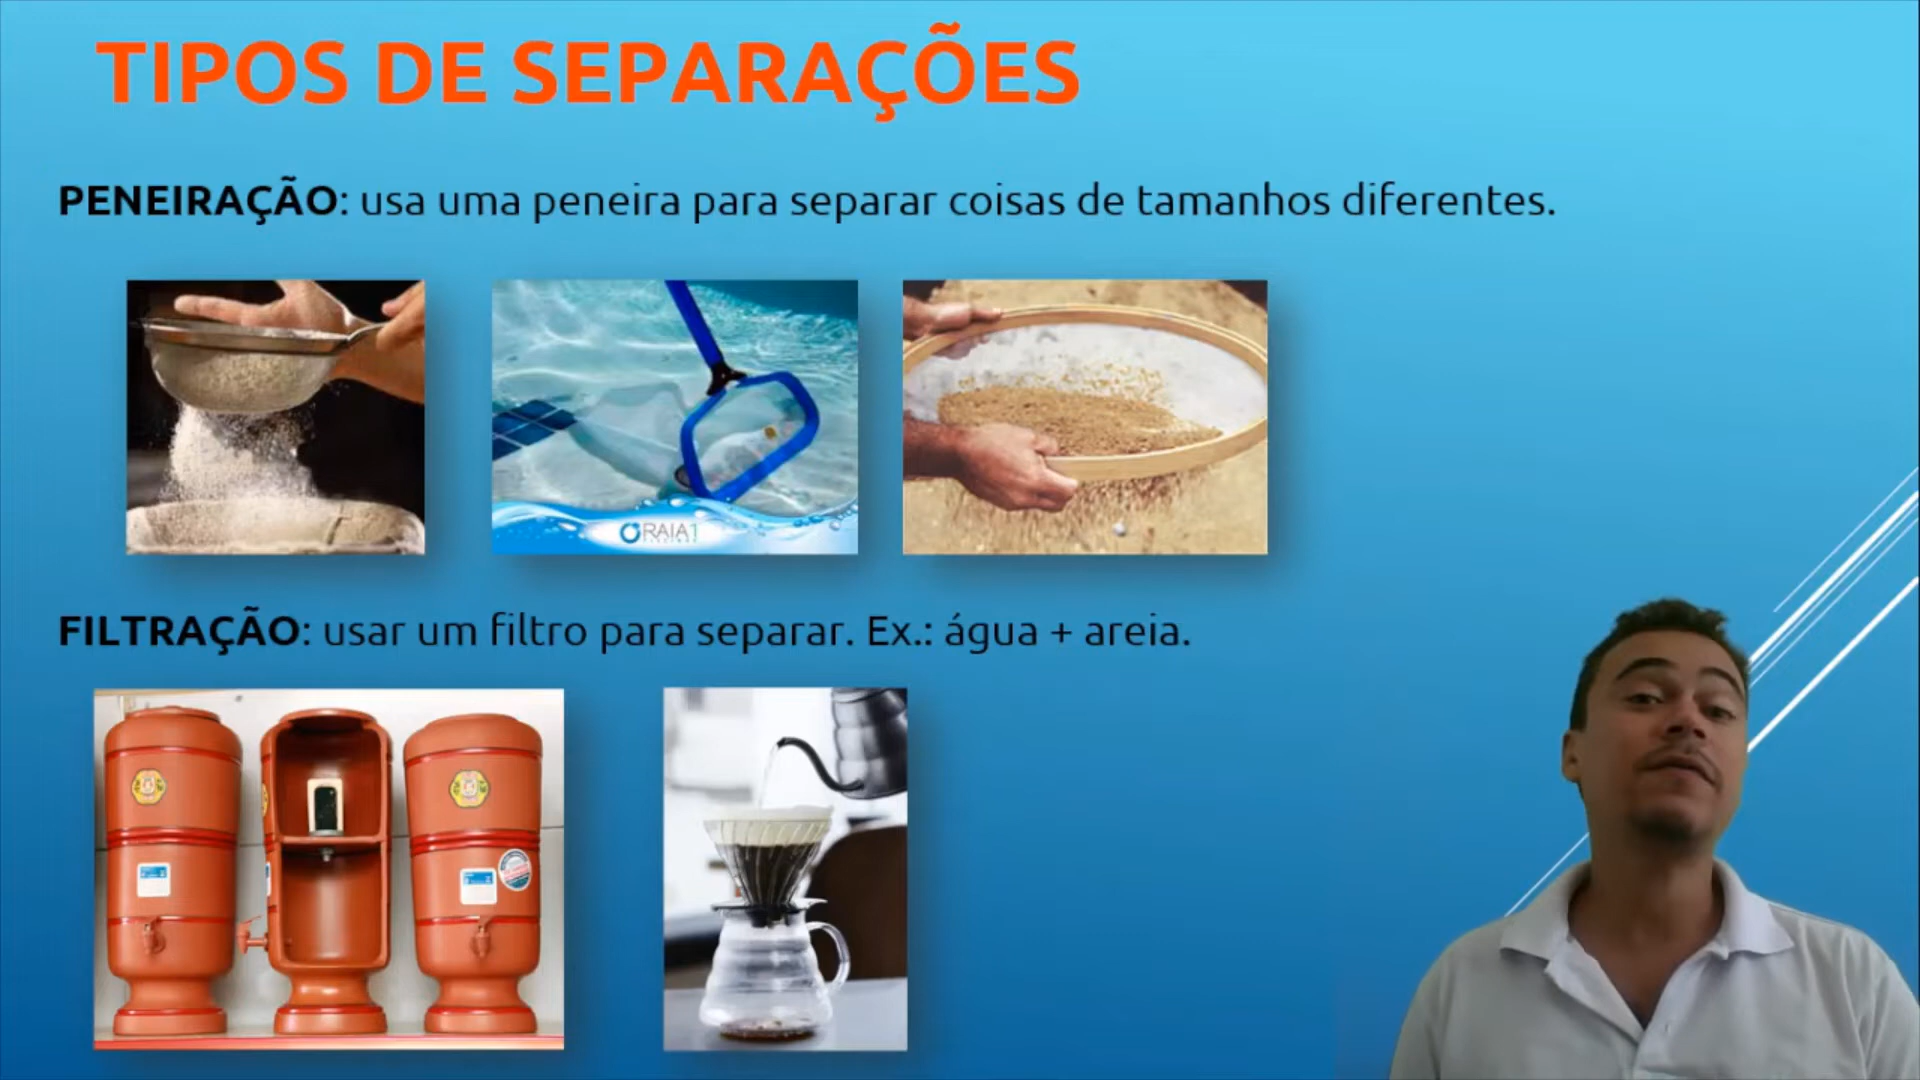 TIPOS DE SEPARAÇÕES
PENEIRAÇÃO: usa uma peneira para separar coisas de tamanhos diferentes.
RAIA1
FILTRAÇÃO: usar um filtro para separar. Ex.: água + areia.